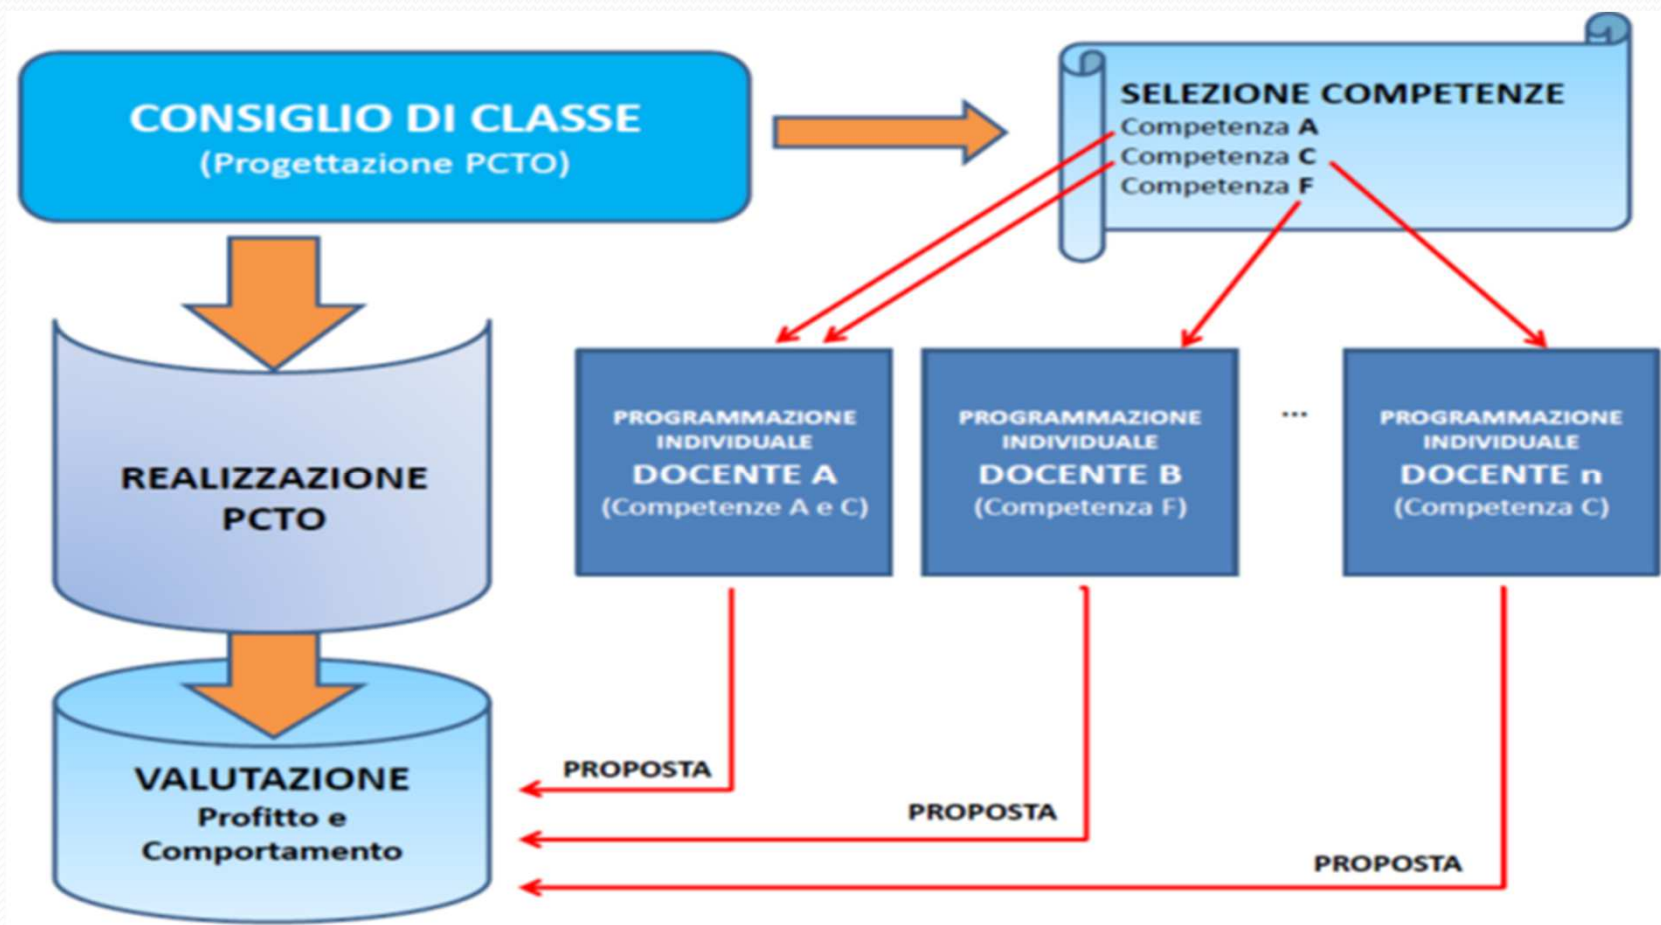 CONSIGLIO DI CLASSE
(Progettazione PCTO)
SELEZIONE COMPETENZE
Competenza A
Competenza C
Competenza F
REALIZZAZIONE
PCTO
PROGRAMMAZIONE
INDIVIDUALE
DOCENTE A
(Competenze A e C)
PROGRAMMAZIONE
INDIVIDUALE
DOCENTE B
(Competenza F)
...
PROGRAMMAZIONE
INDIVIDUALE
DOCENTE n
(Competenza C)
VALUTAZIONE
Profitto e
Comportamento
PROPOSTA
PROPOSTA
PROPOSTA